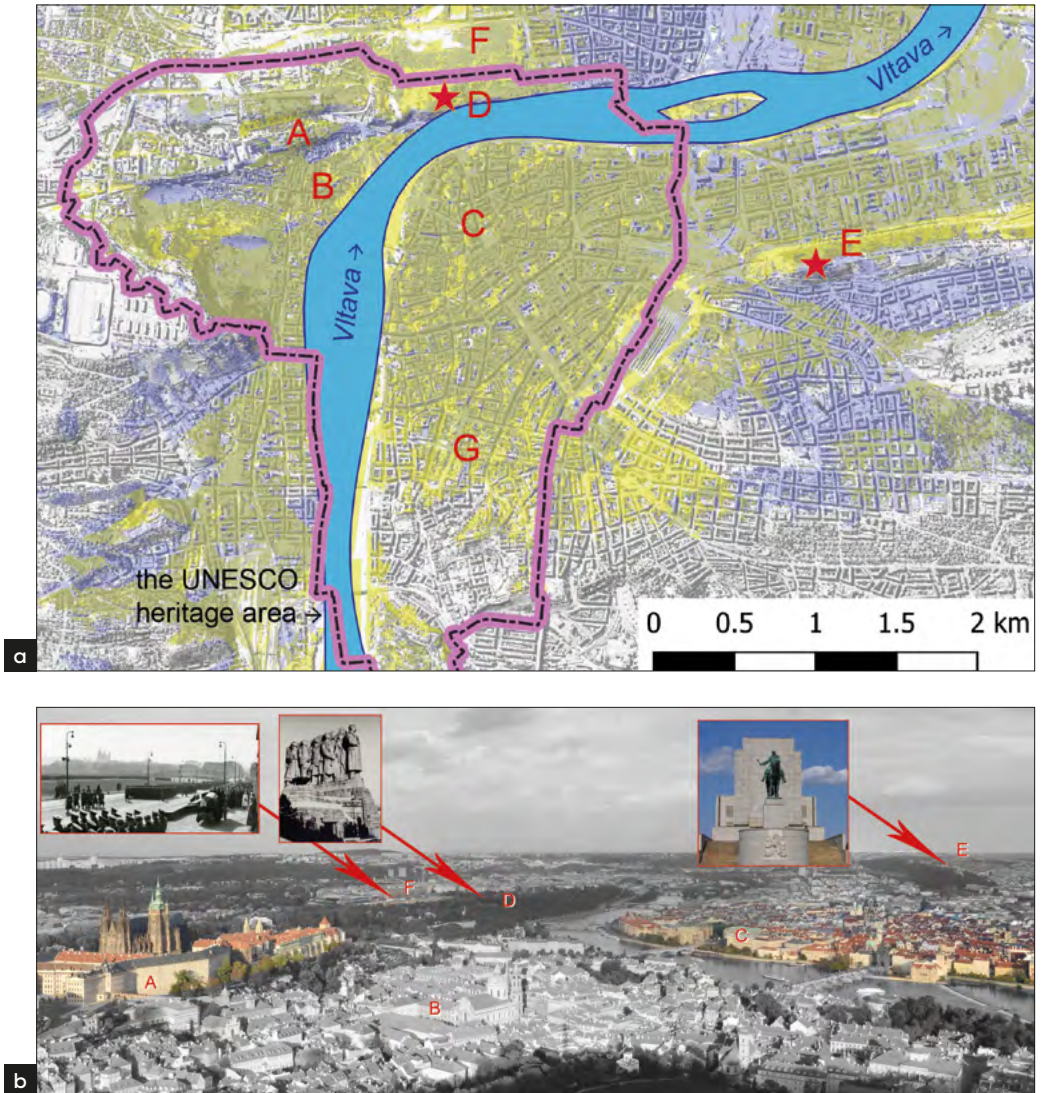 F
Vltava →
D
A
B
C
E
Vltava →
G
the UNESCO
heritage area →
0 0.5 1 1.5 2 km
a
E
F
D
C
A
B
b